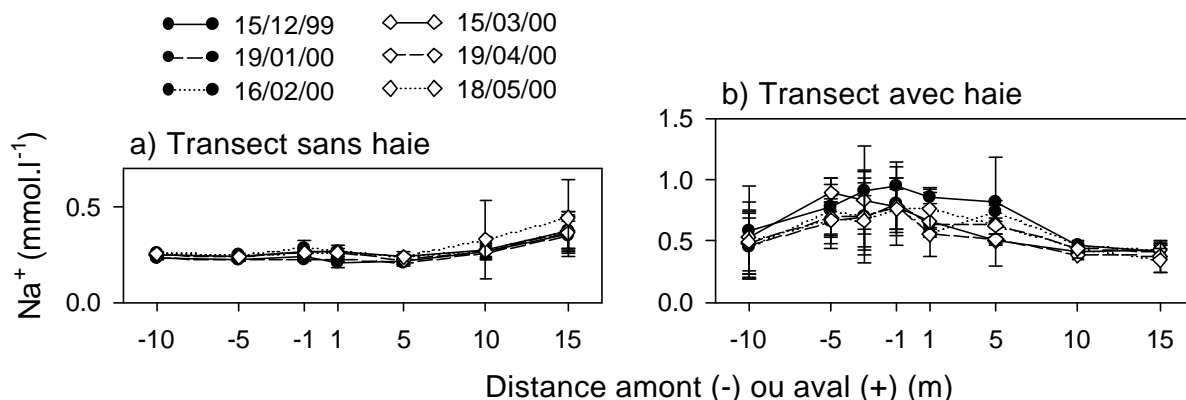 15/12/99
19/01/00
16/02/00
15/03/00
19/04/00
18/05/00
a) Transect sans haie
b) Transect avec haie
Na⁺ (mmol.l⁻¹)
0.5
0.0
-10 -5 -1 1 5 10 15
1.5
1.0
0.5
0.0
-10 -5 -1 1 5 10 15
Distance amont (-) ou aval (+) (m)